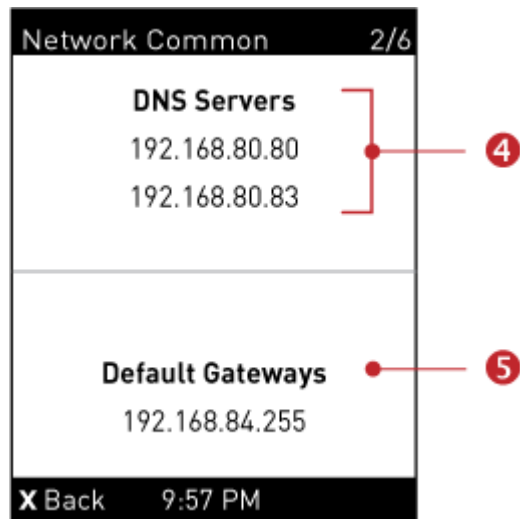 Network Common 2/6
DNS Servers
192.168.80.80
192.168.80.83
4
Default Gateways
5
192.168.84.255
X Back 9:57 PM